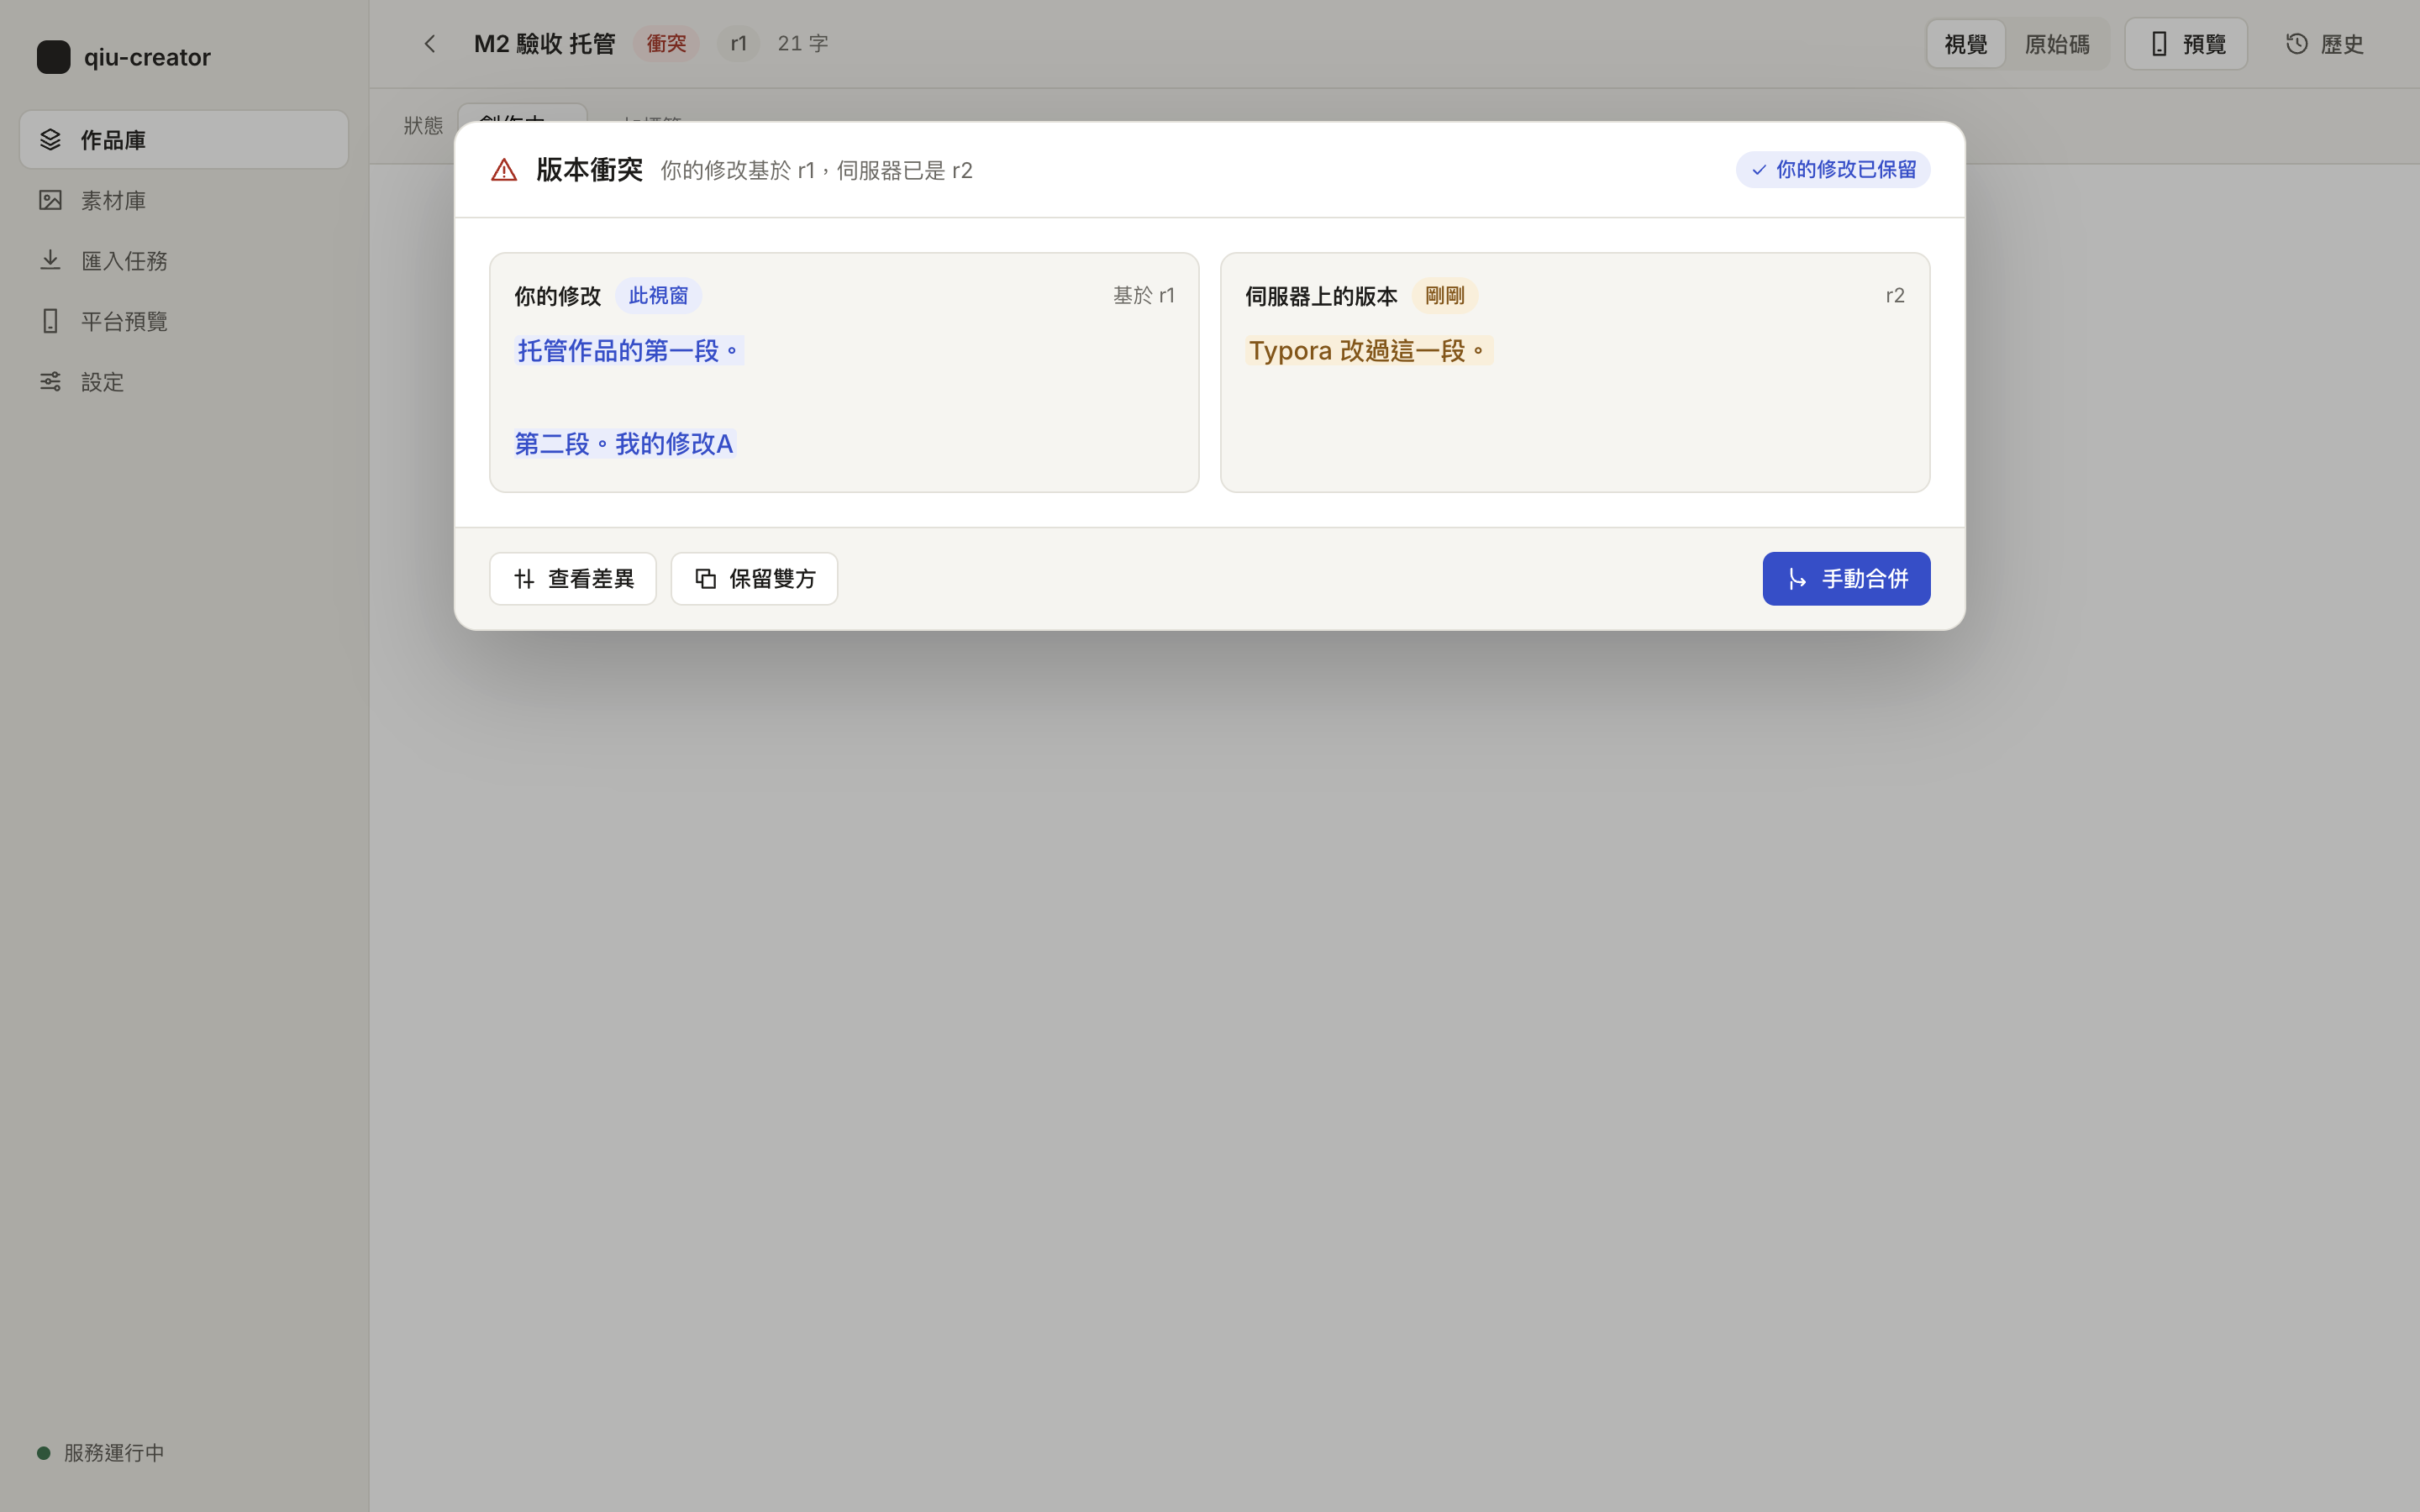 qiu-creator
作品庫
素材庫
匯入任務
平台預覽
設定
服務運行中
M2 驗收 托管 衝突 r1 21 字
視覺 原始碼 預覽 歷史
狀態
版本衝突 你的修改基於 r1，伺服器已是 r2 你的修改已保留
你的修改 此視窗 基於 r1
托管作品的第一段。
第二段。我的修改A
伺服器上的版本 剛剛 r2
Typora 改過這一段。
查看差異 保留雙方 手動合併